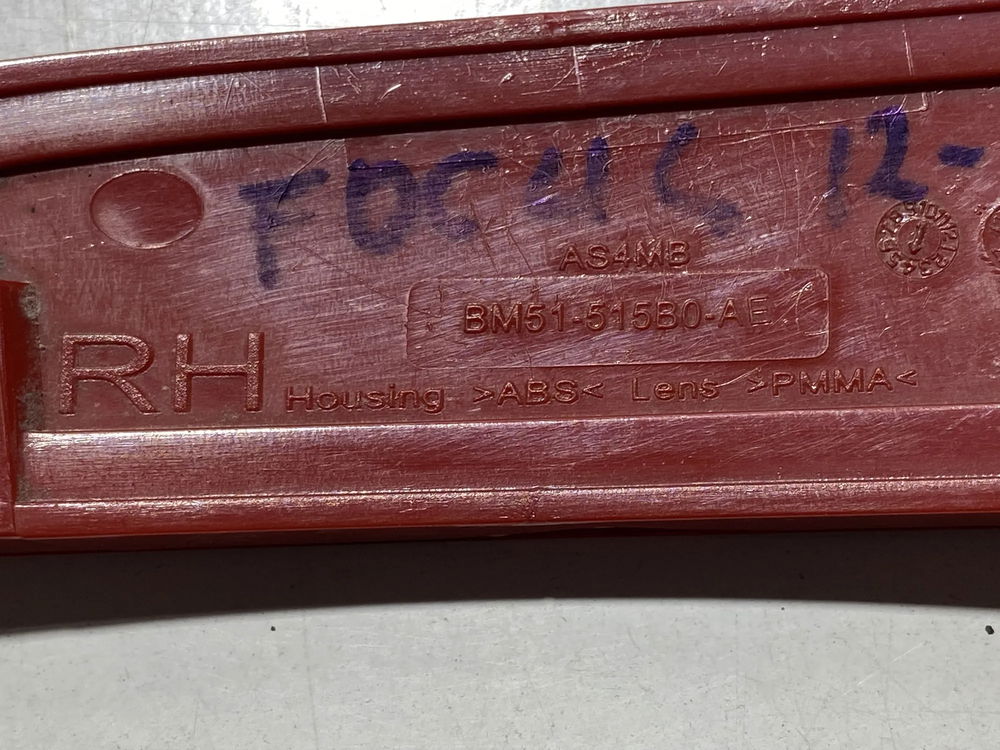 FOCUS 12-
AS4MB
BM51-515B0-AE
RH Housing >ABS< Lens >PMMA<